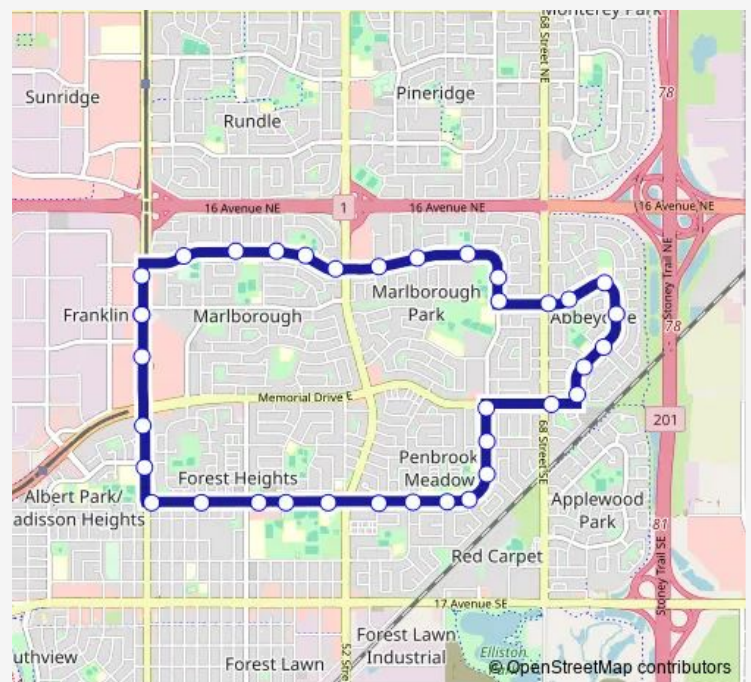 Monterey Park
68 Street NE
78
Sunridge
Pineridge
Rundle
16 Avenue NE
1
16 Avenue NE
16 Avenue NE
Stoney Trail NE
Marlborough
Park
Franklin
Marlborough
78
Memorial Drive E
201
68 Street SE
Penbrook
Meadow
Forest Heights
Albert Park/
adisson Heights
Applewood
Park
81
Red Carpet
Stoney Trail SE
17 Avenue SE
52 Stre
Forest Lawn
Industrial
Elliston
uthview
Forest Lawn
© OpenStreetMap contributors